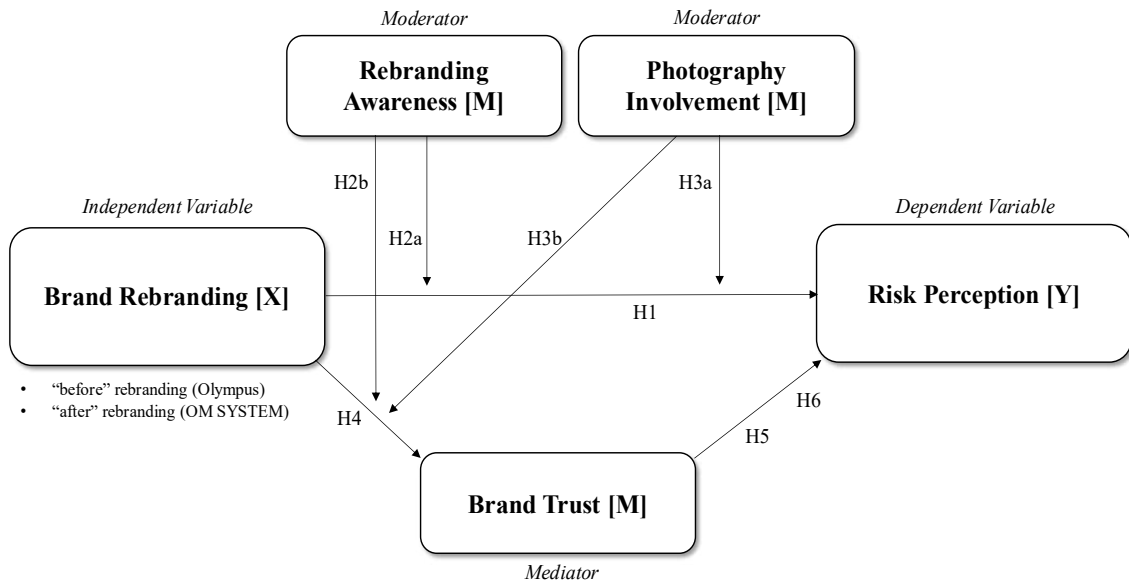 Moderator
Moderator
Rebranding
Awareness [M]
Photography
Involvement [M]
H2b
H3a
Independent Variable
Dependent Variable
H2a
H3b
Brand Rebranding [X]
Risk Perception [Y]
H1
• “before” rebranding (Olympus)
• “after” rebranding (OM SYSTEM)
H4
H6
H5
Brand Trust [M]
Mediator